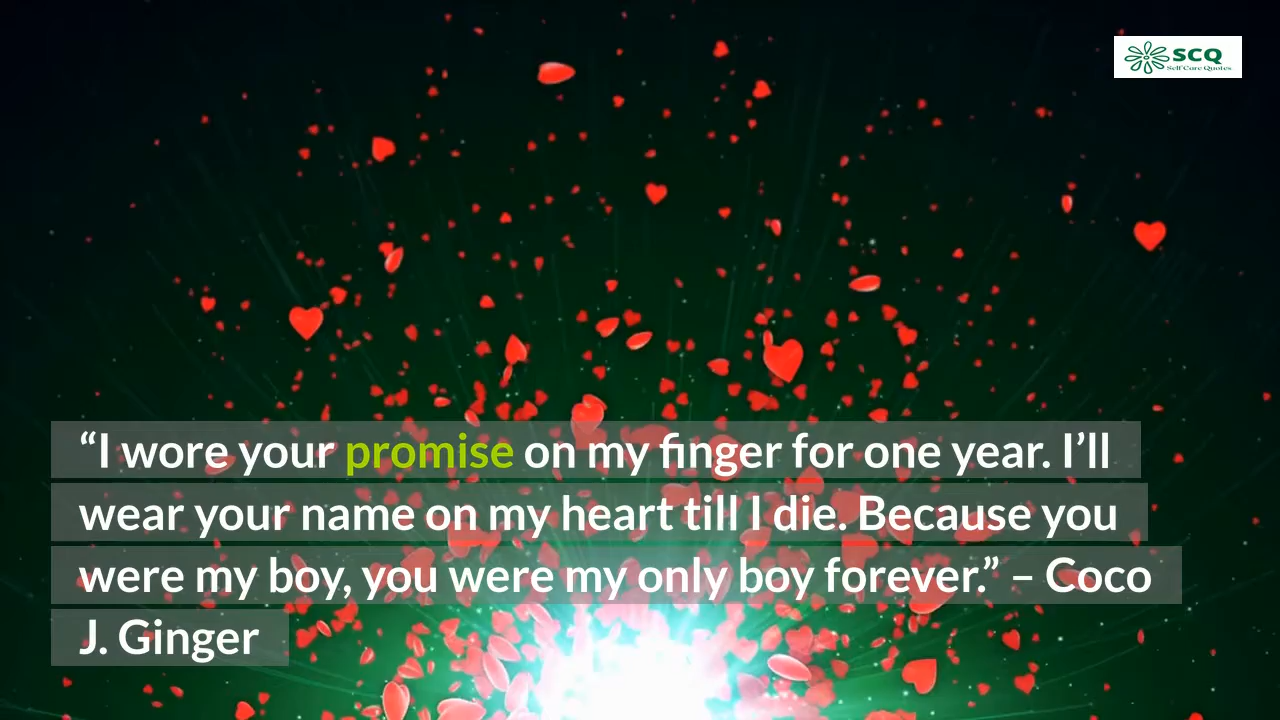 SCQ
Self Care Quotes
“I wore your promise on my finger for one year. I’ll
wear your name on my heart till I die. Because you
were my boy, you were my only boy forever.” – Coco
J. Ginger